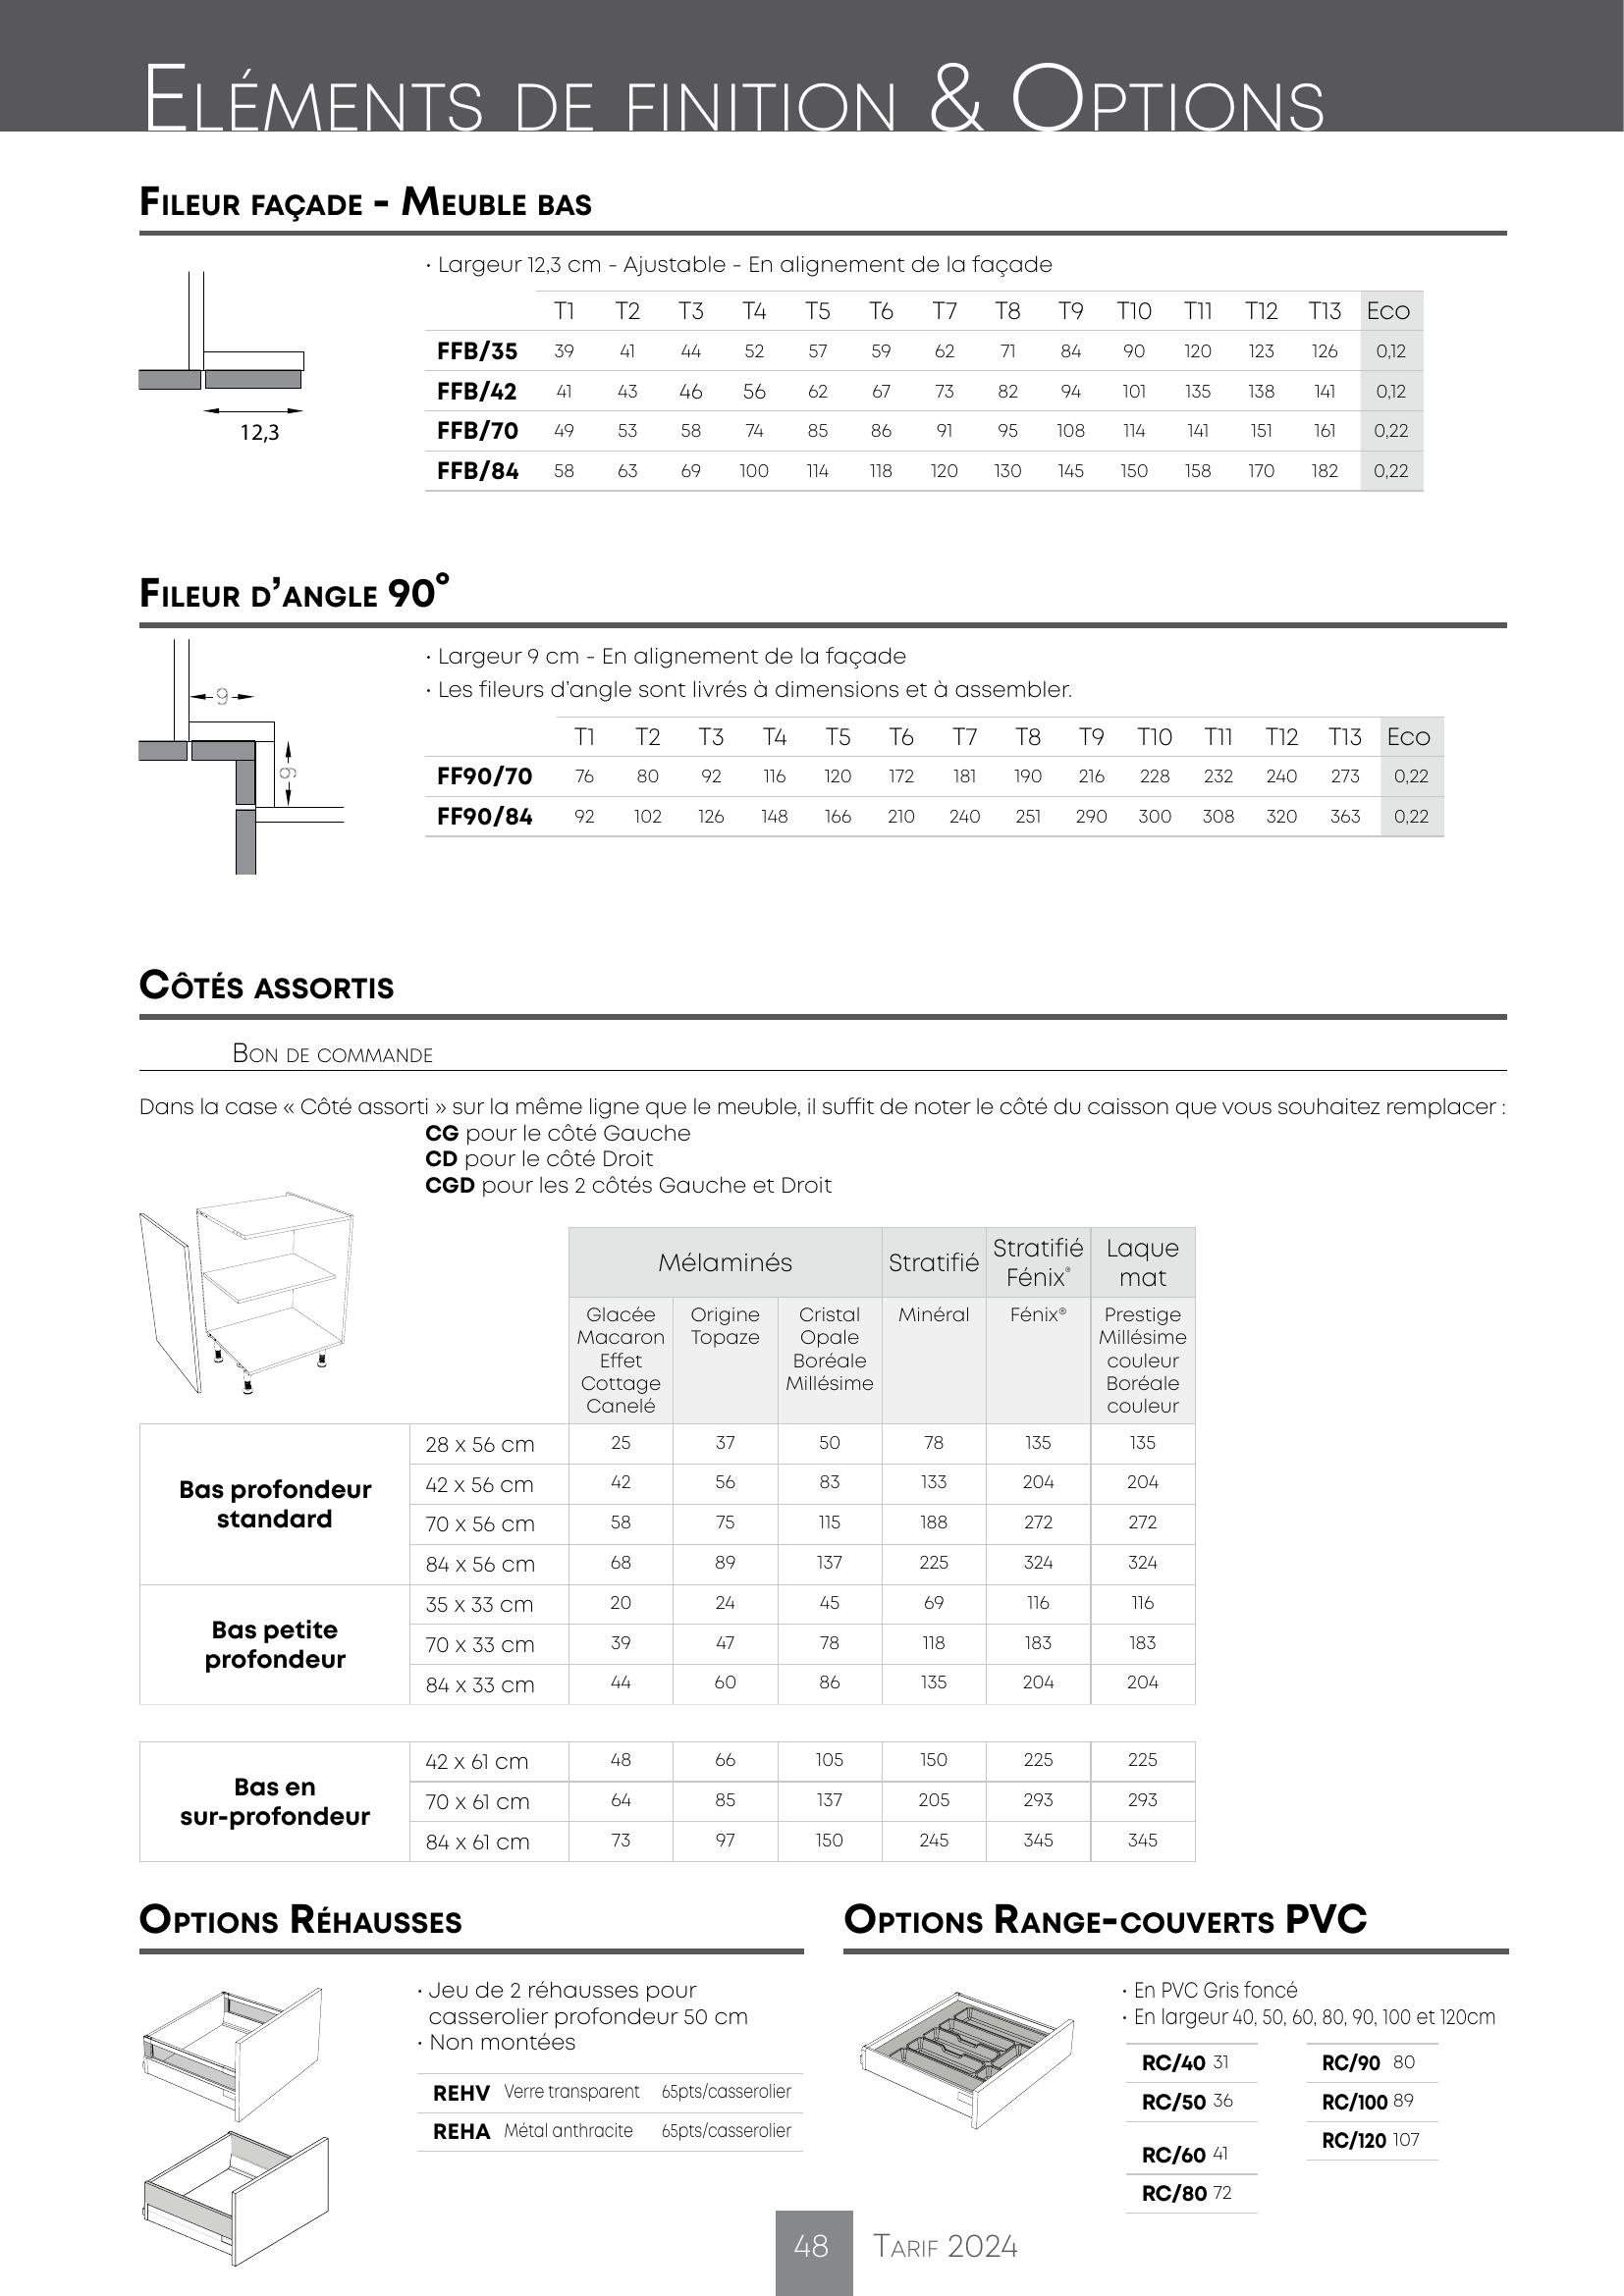 Eléments de finition & Options
Fileur façade - Meuble bas
· Largeur 12,3 cm - Ajustable - En alignement de la façade
12,3
T1 T2 T3 T4 T5 T6 T7 T8 T9 T10 T11 T12 T13 Eco
FFB/35 39 41 44 52 57 59 62 71 84 90 120 123 126 0,12
FFB/42 41 43 46 56 62 67 73 82 94 101 135 138 141 0,12
FFB/70 49 53 58 74 85 86 91 95 108 114 141 151 161 0,22
FFB/84 58 63 69 100 114 118 120 130 145 150 158 170 182 0,22
Fileur d'angle 90°
9
9
· Largeur 9 cm - En alignement de la façade
· Les fileurs d'angle sont livrés à dimensions et à assembler.
T1 T2 T3 T4 T5 T6 T7 T8 T9 T10 T11 T12 T13 Eco
FF90/70 76 80 92 116 120 172 181 190 216 228 232 240 273 0,22
FF90/84 92 102 126 148 166 210 240 251 290 300 308 320 363 0,22
Côtés assortis
Bon de commande
Dans la case « Côté assorti » sur la même ligne que le meuble, il suffit de noter le côté du caisson que vous souhaitez remplacer :
CG pour le côté Gauche
CD pour le côté Droit
CGD pour les 2 côtés Gauche et Droit
Mélaminés Stratifié Stratifié Fénix® Laque mat
Glacée Origine Cristal Minéral Fénix® Prestige
Macaron Topaze Opale Millésime
Effet Boréale couleur
Cottage Millésime Boréale
Canelé couleur
Bas profondeur standard
28 x 56 cm 25 37 50 78 135 135
42 x 56 cm 42 56 83 133 204 204
70 x 56 cm 58 75 115 188 272 272
84 x 56 cm 68 89 137 225 324 324
Bas petite profondeur
35 x 33 cm 20 24 45 69 116 116
70 x 33 cm 39 47 78 118 183 183
84 x 33 cm 44 60 86 135 204 204
Bas en sur-profondeur
42 x 61 cm 48 66 105 150 225 225
70 x 61 cm 64 85 137 205 293 293
84 x 61 cm 73 97 150 245 345 345
Options Réhausses
· Jeu de 2 réhausses pour
casserolier profondeur 50 cm
· Non montées
REHV Verre transparent 65pts/casserolier
REHA Métal anthracite 65pts/casserolier
Options Range-couverts PVC
· En PVC Gris foncé
· En largeur 40, 50, 60, 80, 90, 100 et 120cm
RC/40 31
RC/50 36
RC/60 41
RC/80 72
RC/90 80
RC/100 89
RC/120 107
48 Tarif 2024